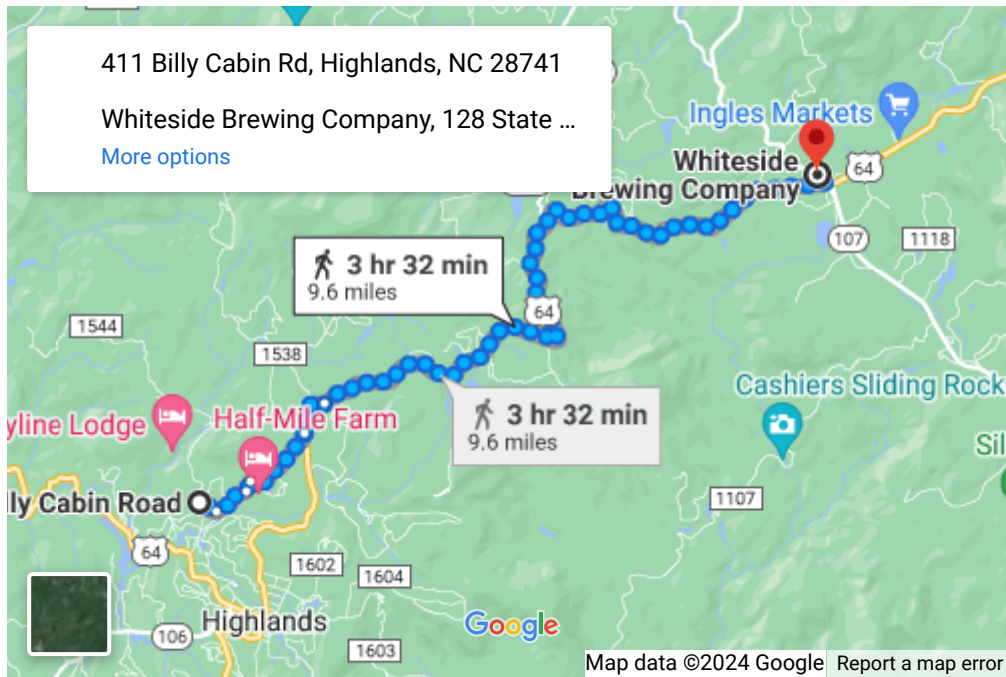 411 Billy Cabin Rd, Highlands, NC 28741
Whiteside Brewing Company, 128 State ...
More options
Ingles Markets
Whiteside
Brewing Company
64
107
1118
3 hr 32 min
9.6 miles
64
1544
1538
Cashiers Sliding Rock
3 hr 32 min
9.6 miles
yline Lodge
Half-Mile Farm
Sil
lly Cabin Road
1107
64
1602
1604
Highlands
Google
106
1603
Map data ©2024 Google
Report a map error